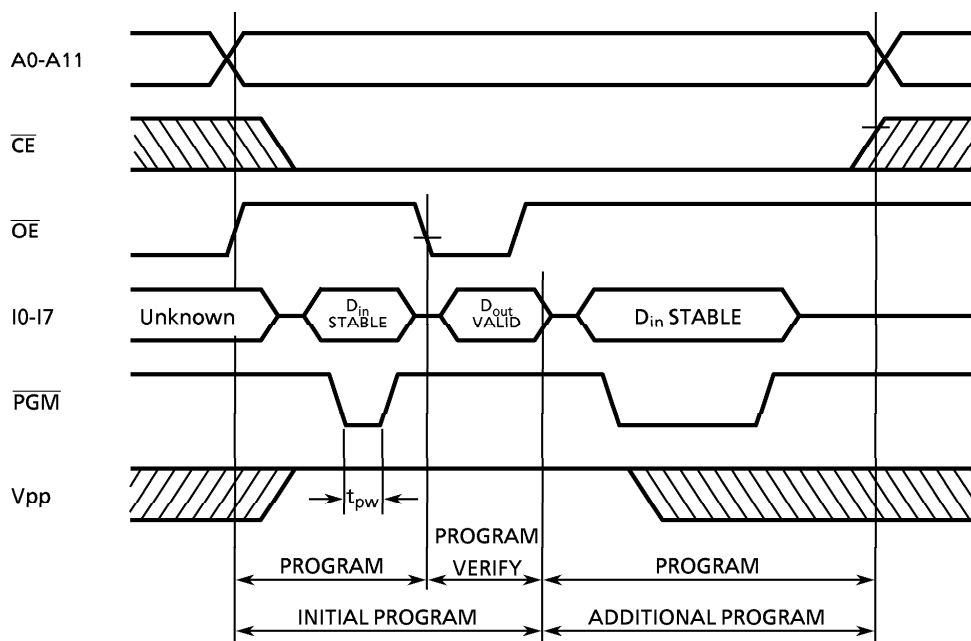 A0-A11
CE
OE
I0-I7
Unknown
Din
STABLE
Dout
VALID
Din STABLE
PGM
Vpp
tpw
PROGRAM
PROGRAM
VERIFY
PROGRAM
INITIAL PROGRAM
ADDITIONAL PROGRAM